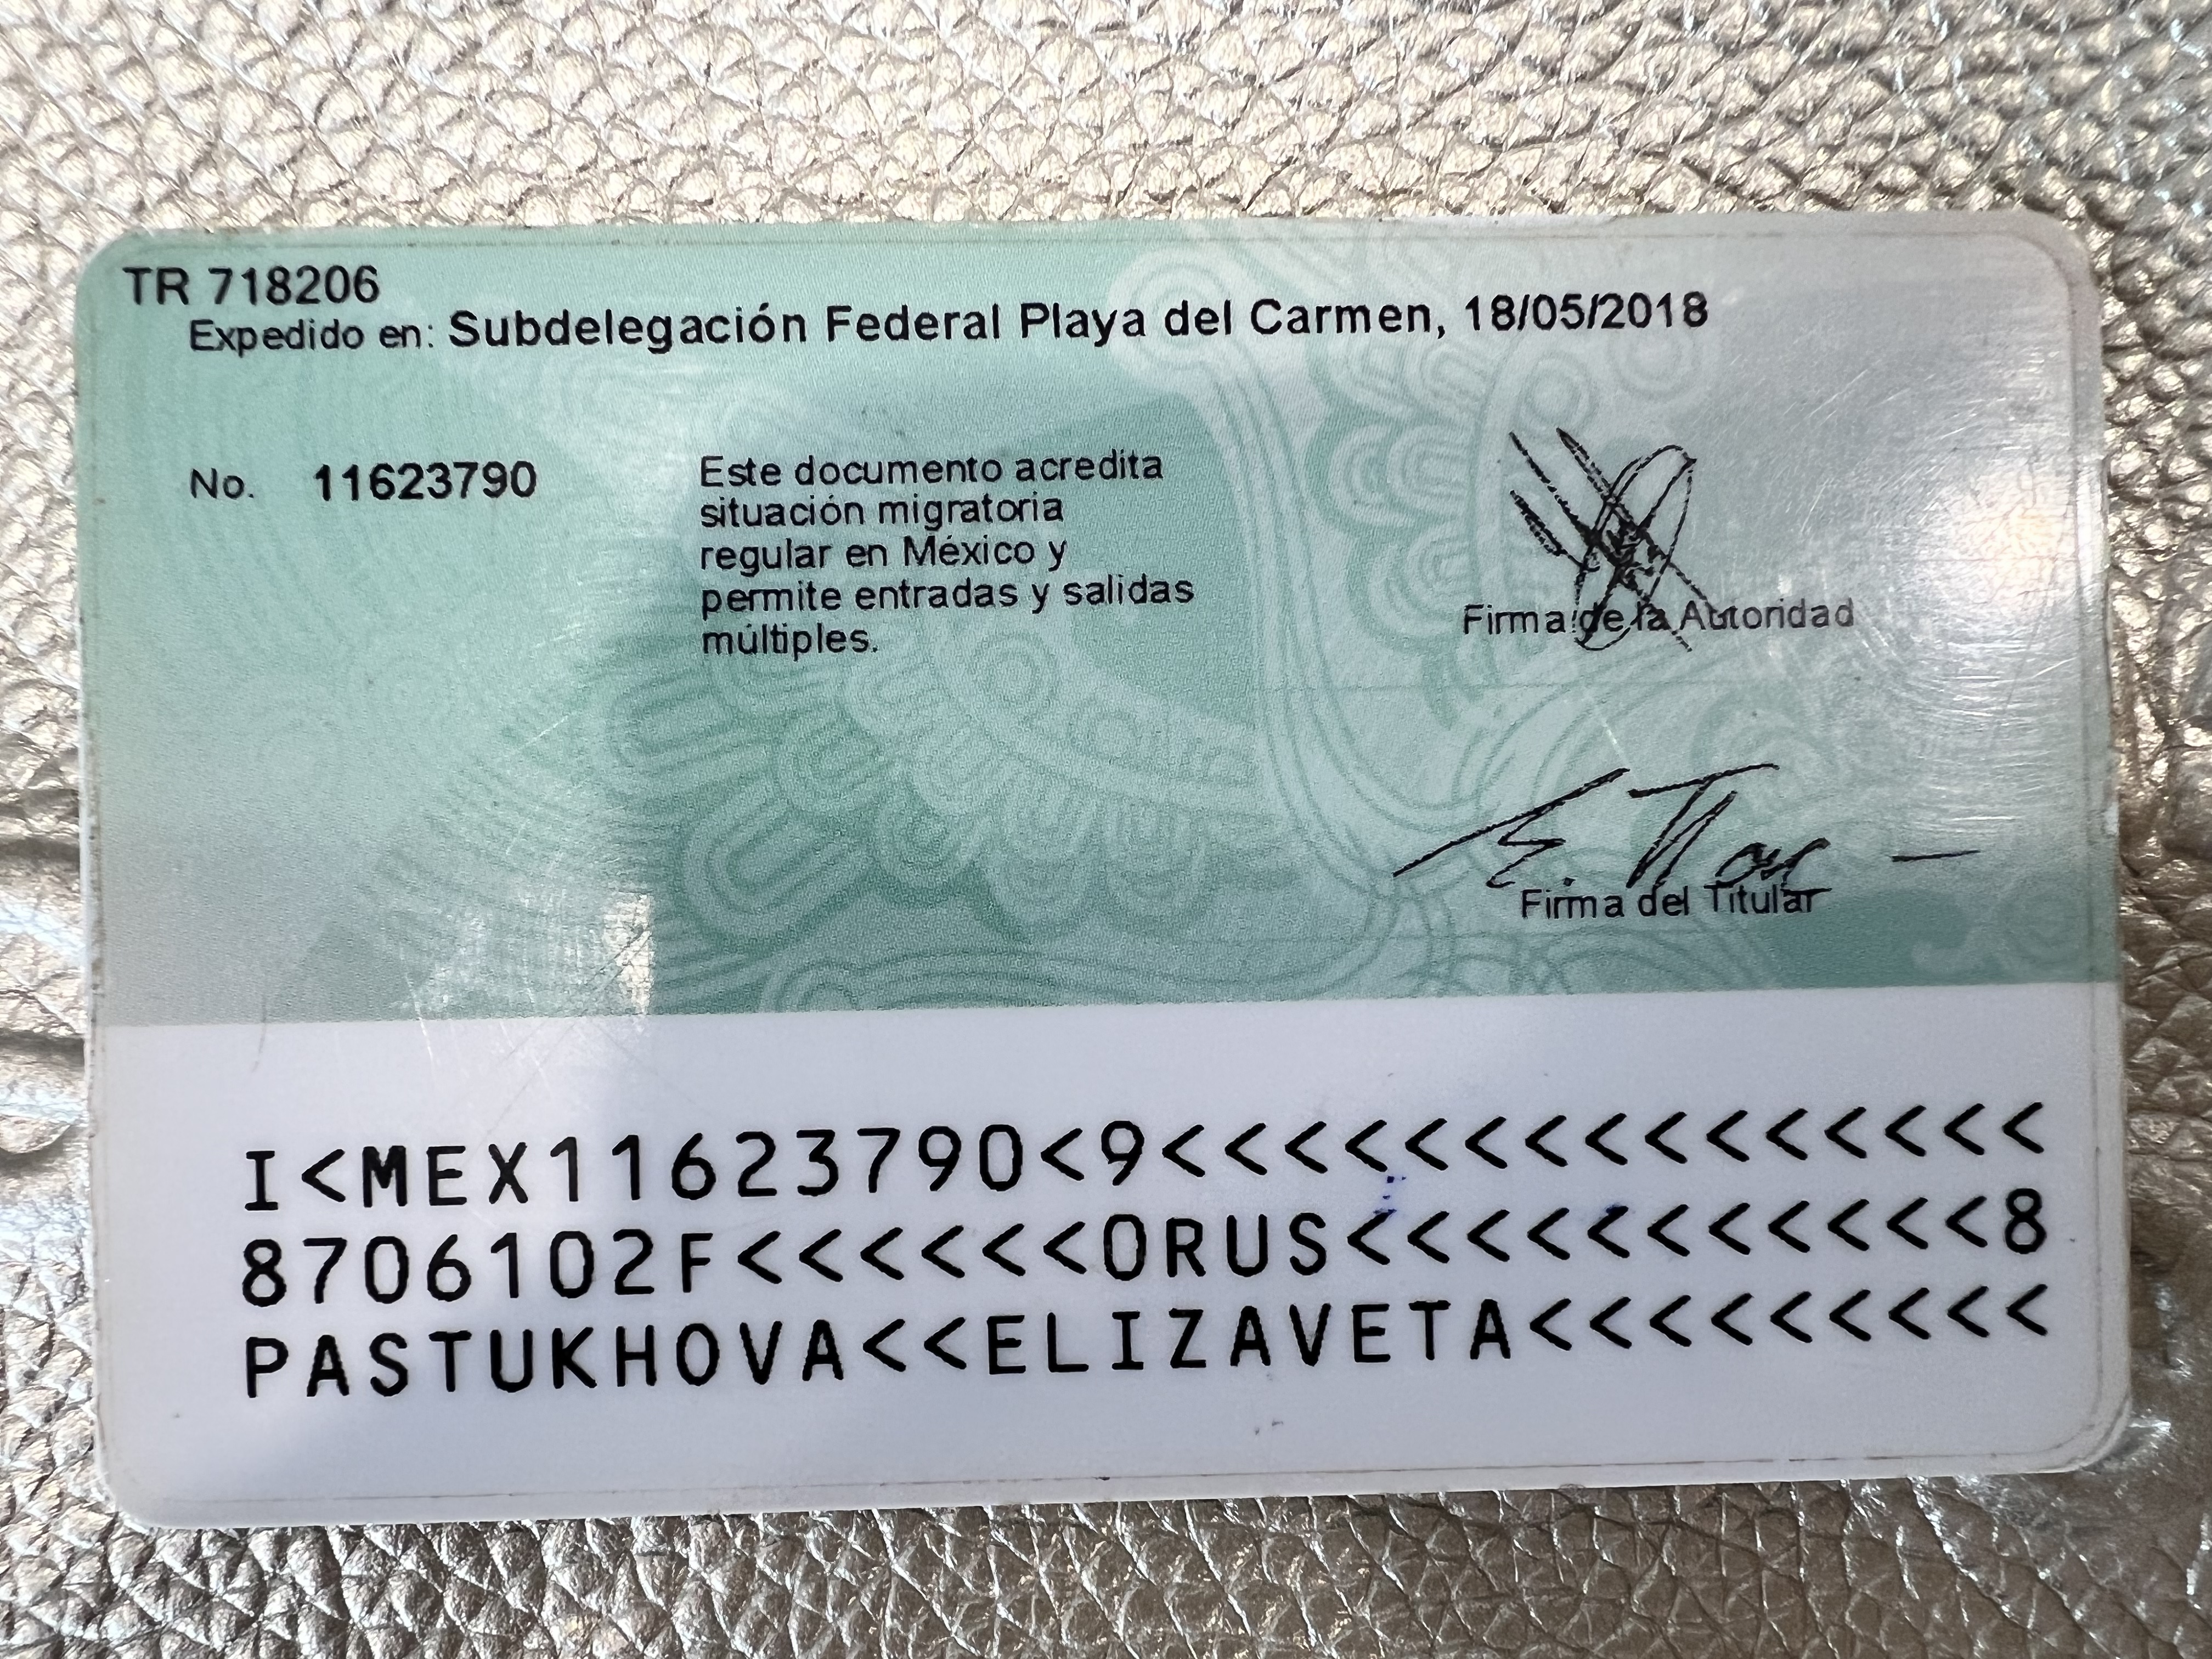 TR 718206
Expedido en: Subdelegación Federal Playa del Carmen, 18/05/2018
No. 11623790
Este documento acredita
situación migratoria
regular en México y
permite entradas y salidas
múltiples.
Firma de la Autoridad
Firma del Titular
I<MEX11623790<9<<<<<<<<<<<<<<<
8706102F<<<<<<0RUS<<<<<<<<<<<8
PASTUKHOVA<<ELIZAVETA<<<<<<<<<